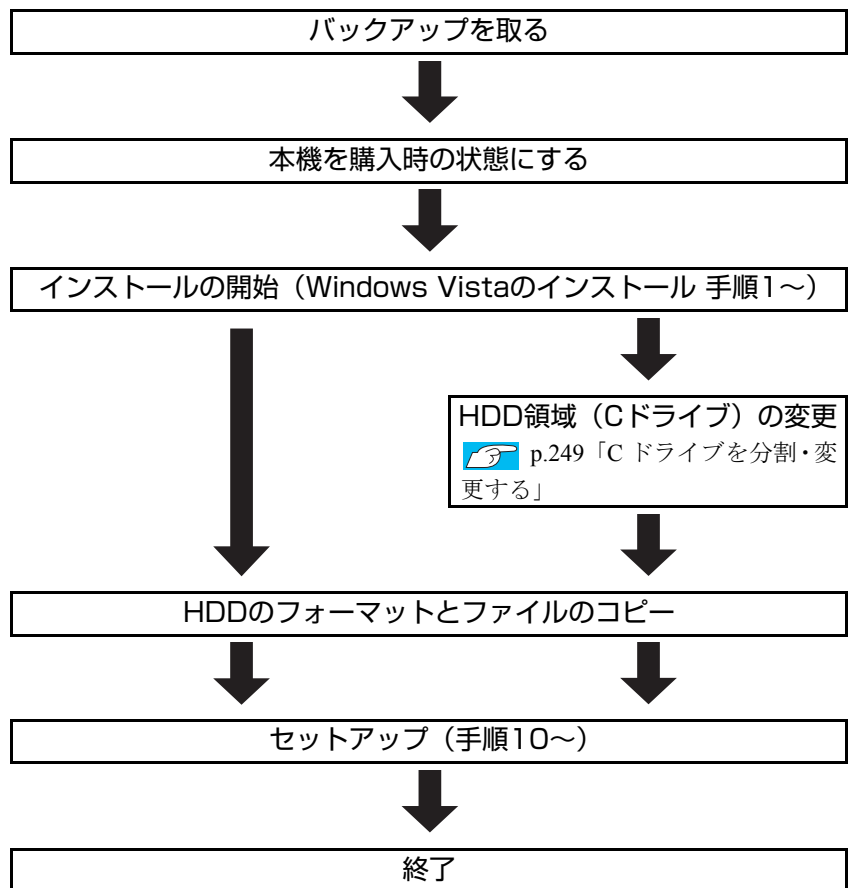 バックアップを取る
本機を購入時の状態にする
インストールの開始（Windows Vistaのインストール 手順1～）
HDD領域（Cドライブ）の変更
p.249「C ドライブを分割・変
更する」
HDDのフォーマットとファイルのコピー
セットアップ（手順10～）
終了